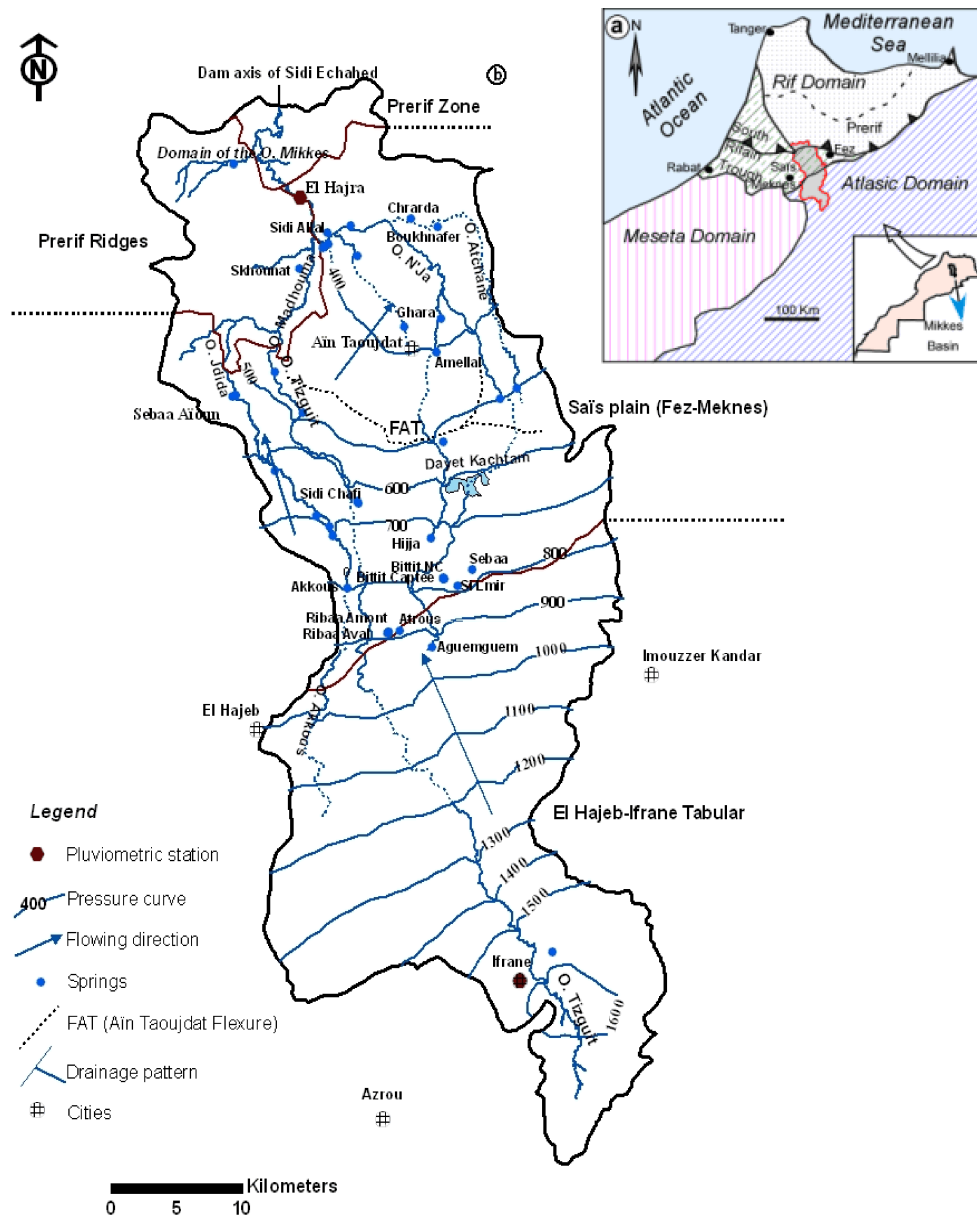 a
N
Mediterranean
Sea
Tanger
Mellilia
Rif Domain
Atlantic
Ocean
Prerif
South
Rifain
Trough
Fez
Saïs
Rabat
Meknes
Atlasic Domain
Meseta Domain
100 Km
Mikkes
Basin
N
b
Dam axis of Sidi Echahed
Prerif Zone
Domain of the O. Mikkes
El Hajra
Chrarda
Sidi Allal
Boukhnafer
O. Atchane
Prerif Ridges
O. N'Ja
Skhounat
400
O. Madhouma
Ghara
Aïn Taoujdat
Amellal
O. Jdida
500
O. Tizguit
Sebaa Aïoun
Saïs plain (Fez-Meknes)
FAT
Dayet Kachtam
600
Sidi Chafi
700
Hijja
800
Sebaa
Bittit NC
Bittit Captée
Akkous
Si L'mir
900
Ribaa Amont
Atrous
Ribaa Aval
Aguemguem
1000
Imouzzer Kandar
El Hajeb
1100
1200
El Hajeb-Ifrane Tabular
1300
1400
1500
Ifrane
O. Tizguit
1600
Azrou
Legend
Pluviometric station
400 Pressure curve
Flowing direction
Springs
FAT (Aïn Taoujdat Flexure)
Drainage pattern
Cities
Kilometers
0 5 10